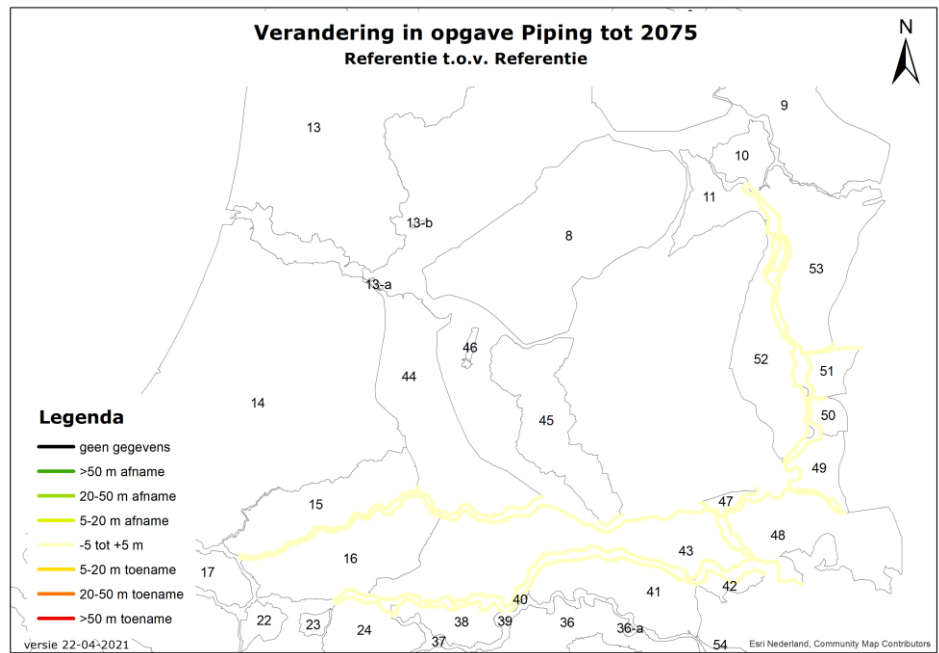 Verandering in opgave Piping tot 2075
Referentie t.o.v. Referentie
N
9
13
10
11
13-b
8
53
13-a
46
52
44
51
14
45
50
Legenda
geen gegevens
>50 m afname
20-50 m afname
5-20 m afname
-5 tot +5 m
5-20 m toename
20-50 m toename
>50 m toename
49
47
15
48
43
16
17
42
41
40
22
23
24
38
39
36
36-a
37
54
versie 22-04-2021
Esri Nederland, Community Map Contributors